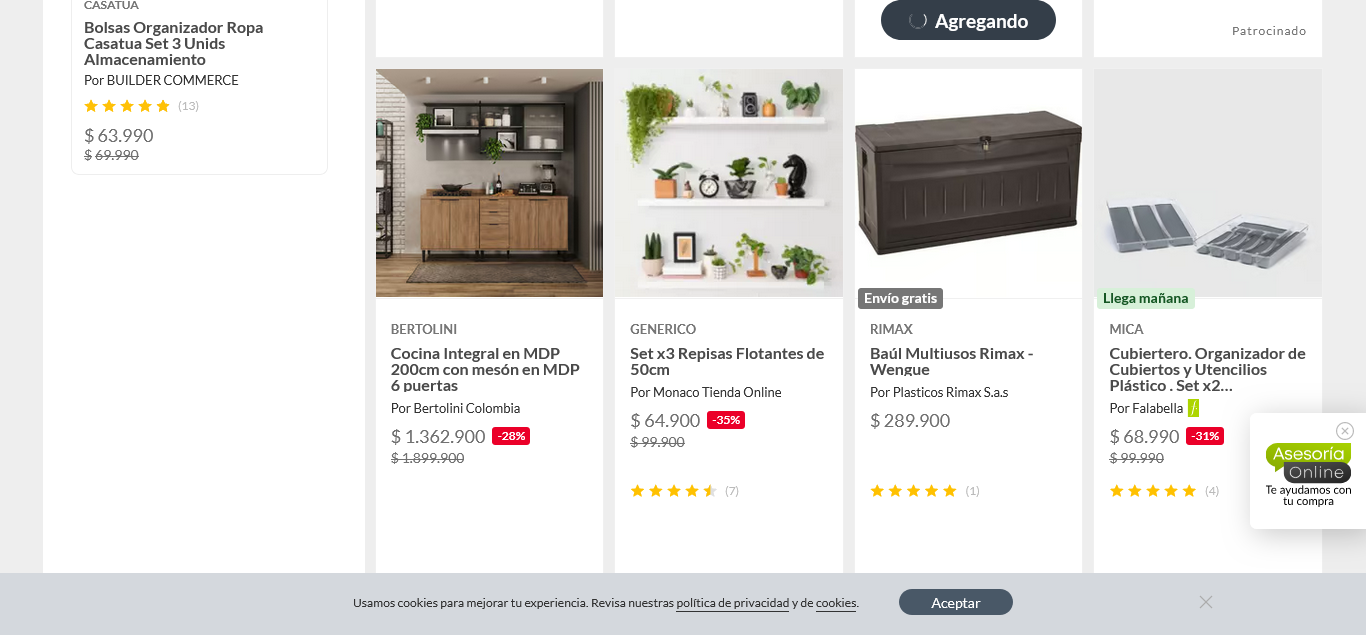 CASATUA
Bolsas Organizador Ropa
Casatua Set 3 Unids
Almacenamiento
Por BUILDER COMMERCE
(13)
$ 63.990
$ 69.990
Agregando
Patrocinado
BERTOLINI
Cocina Integral en MDP
200cm con mesón en MDP
6 puertas
Por Bertolini Colombia
$ 1.362.900 -28%
$ 1.899.900
GENERICO
Set x3 Repisas Flotantes de
50cm
Por Monaco Tienda Online
$ 64.900 -35%
$ 99.900
(7)
Envío gratis
RIMAX
Baúl Multiusos Rimax -
Wengue
Por Plasticos Rimax S.a.s
$ 289.900
(1)
Llega mañana
MICA
Cubiertero. Organizador de
Cubiertos y Utencilios
Plástico . Set x2...
Por Falabella
$ 68.990 -31%
$ 99.990
(4)
Asesoría
Online
Te ayudamos con
tu compra
Usamos cookies para mejorar tu experiencia. Revisa nuestras política de privacidad y de cookies.
Aceptar